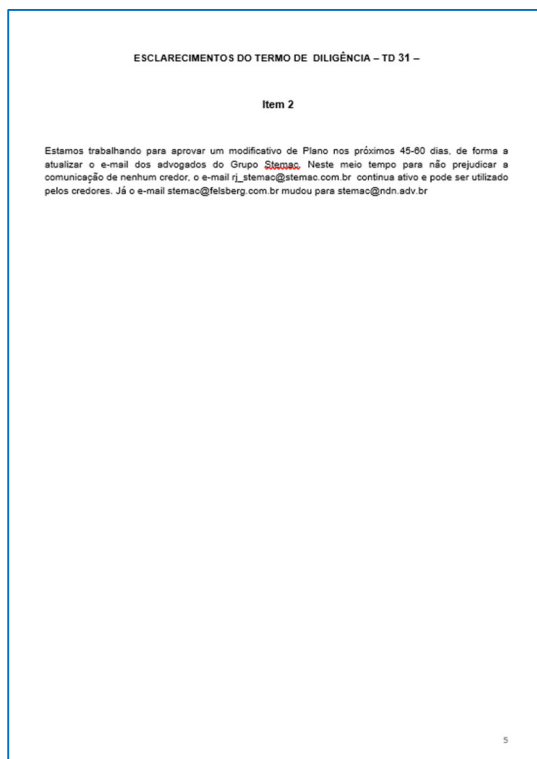 ESCLARECIMENTOS DO TERMO DE DILIGÊNCIA – TD 31 –
Item 2
Estamos trabalhando para aprovar um modificativo de Plano nos próximos 45-60 dias, de forma a
atualizar o e-mail dos advogados do Grupo Stemac. Neste meio tempo para não prejudicar a
comunicação de nenhum credor, o e-mail rj_stemac@stemac.com.br continua ativo e pode ser utilizado
pelos credores. Já o e-mail stemac@felsberg.com.br mudou para stemac@ndn.adv.br
5